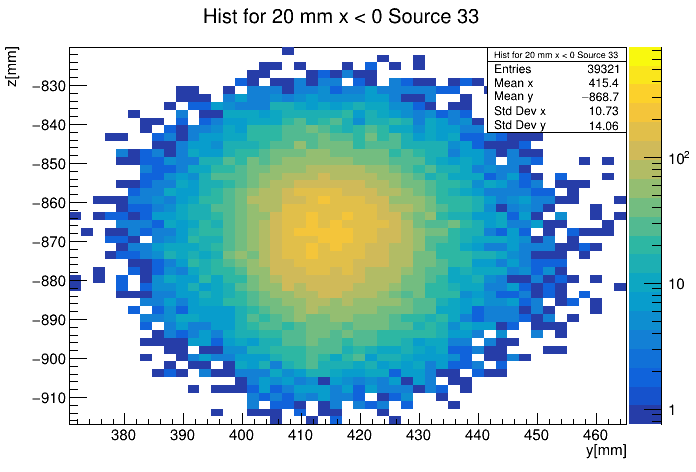 Hist for 20 mm x < 0 Source 33
z[mm]
Hist for 20 mm x < 0 Source 33
Entries 39321
Mean x 415.4
Mean y −868.7
Std Dev x 10.73
Std Dev y 14.06
−830
−840
−850
−860
−870
−880
−890
−900
−910
10²
10
1
380 390 400 410 420 430 440 450 460
y[mm]